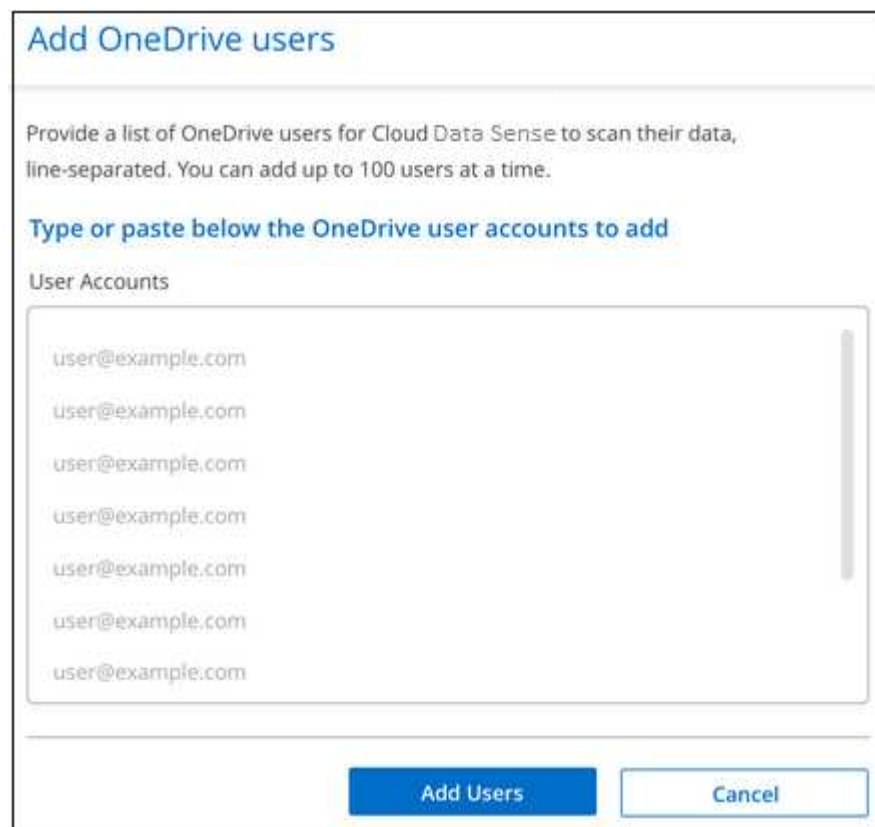 Add OneDrive users
Provide a list of OneDrive users for Cloud Data Sense to scan their data,
line-separated. You can add up to 100 users at a time.
Type or paste below the OneDrive user accounts to add
User Accounts
user@example.com
user@example.com
user@example.com
user@example.com
user@example.com
user@example.com
user@example.com
Add Users
Cancel